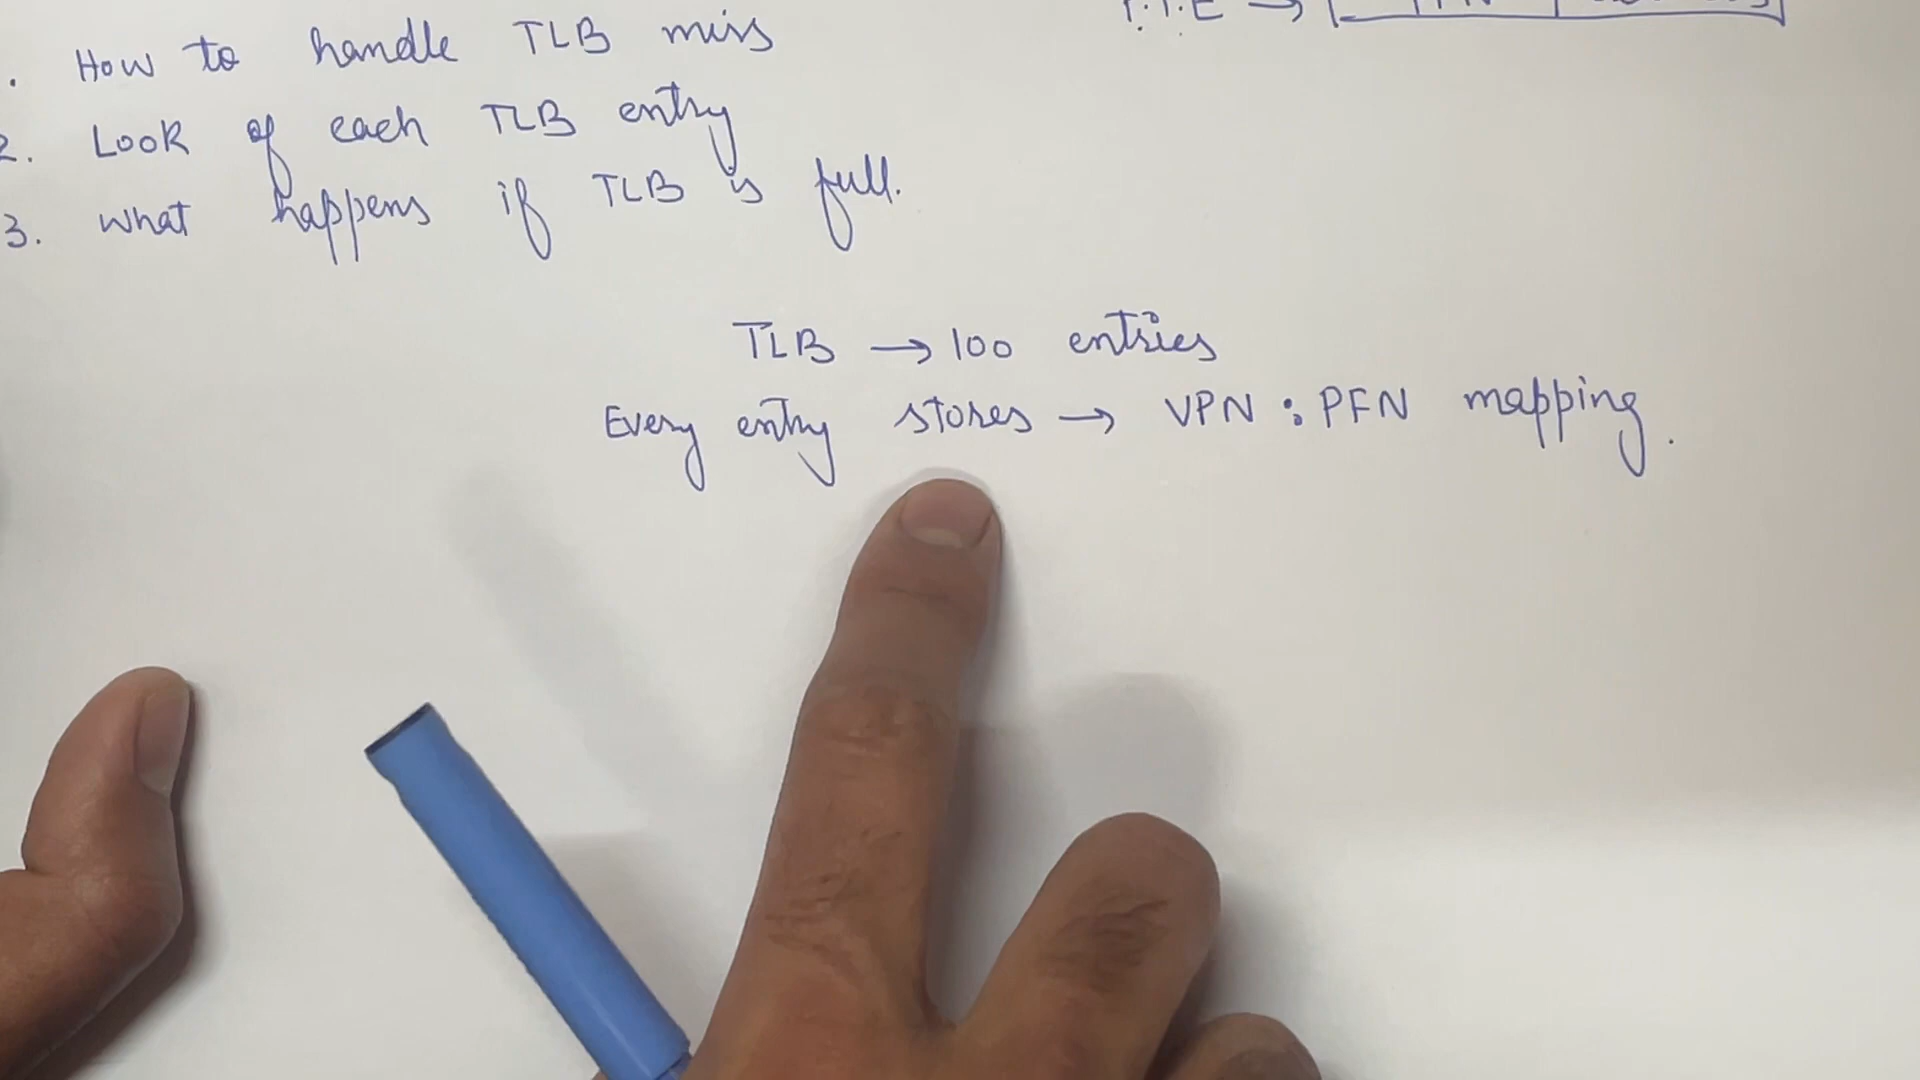 P.T.E →
. How to handle TLB miss
2. Look of each TLB entry
3. What happens if TLB is full.
TLB → 100 entries
Every entry stores → VPN : PFN mapping.